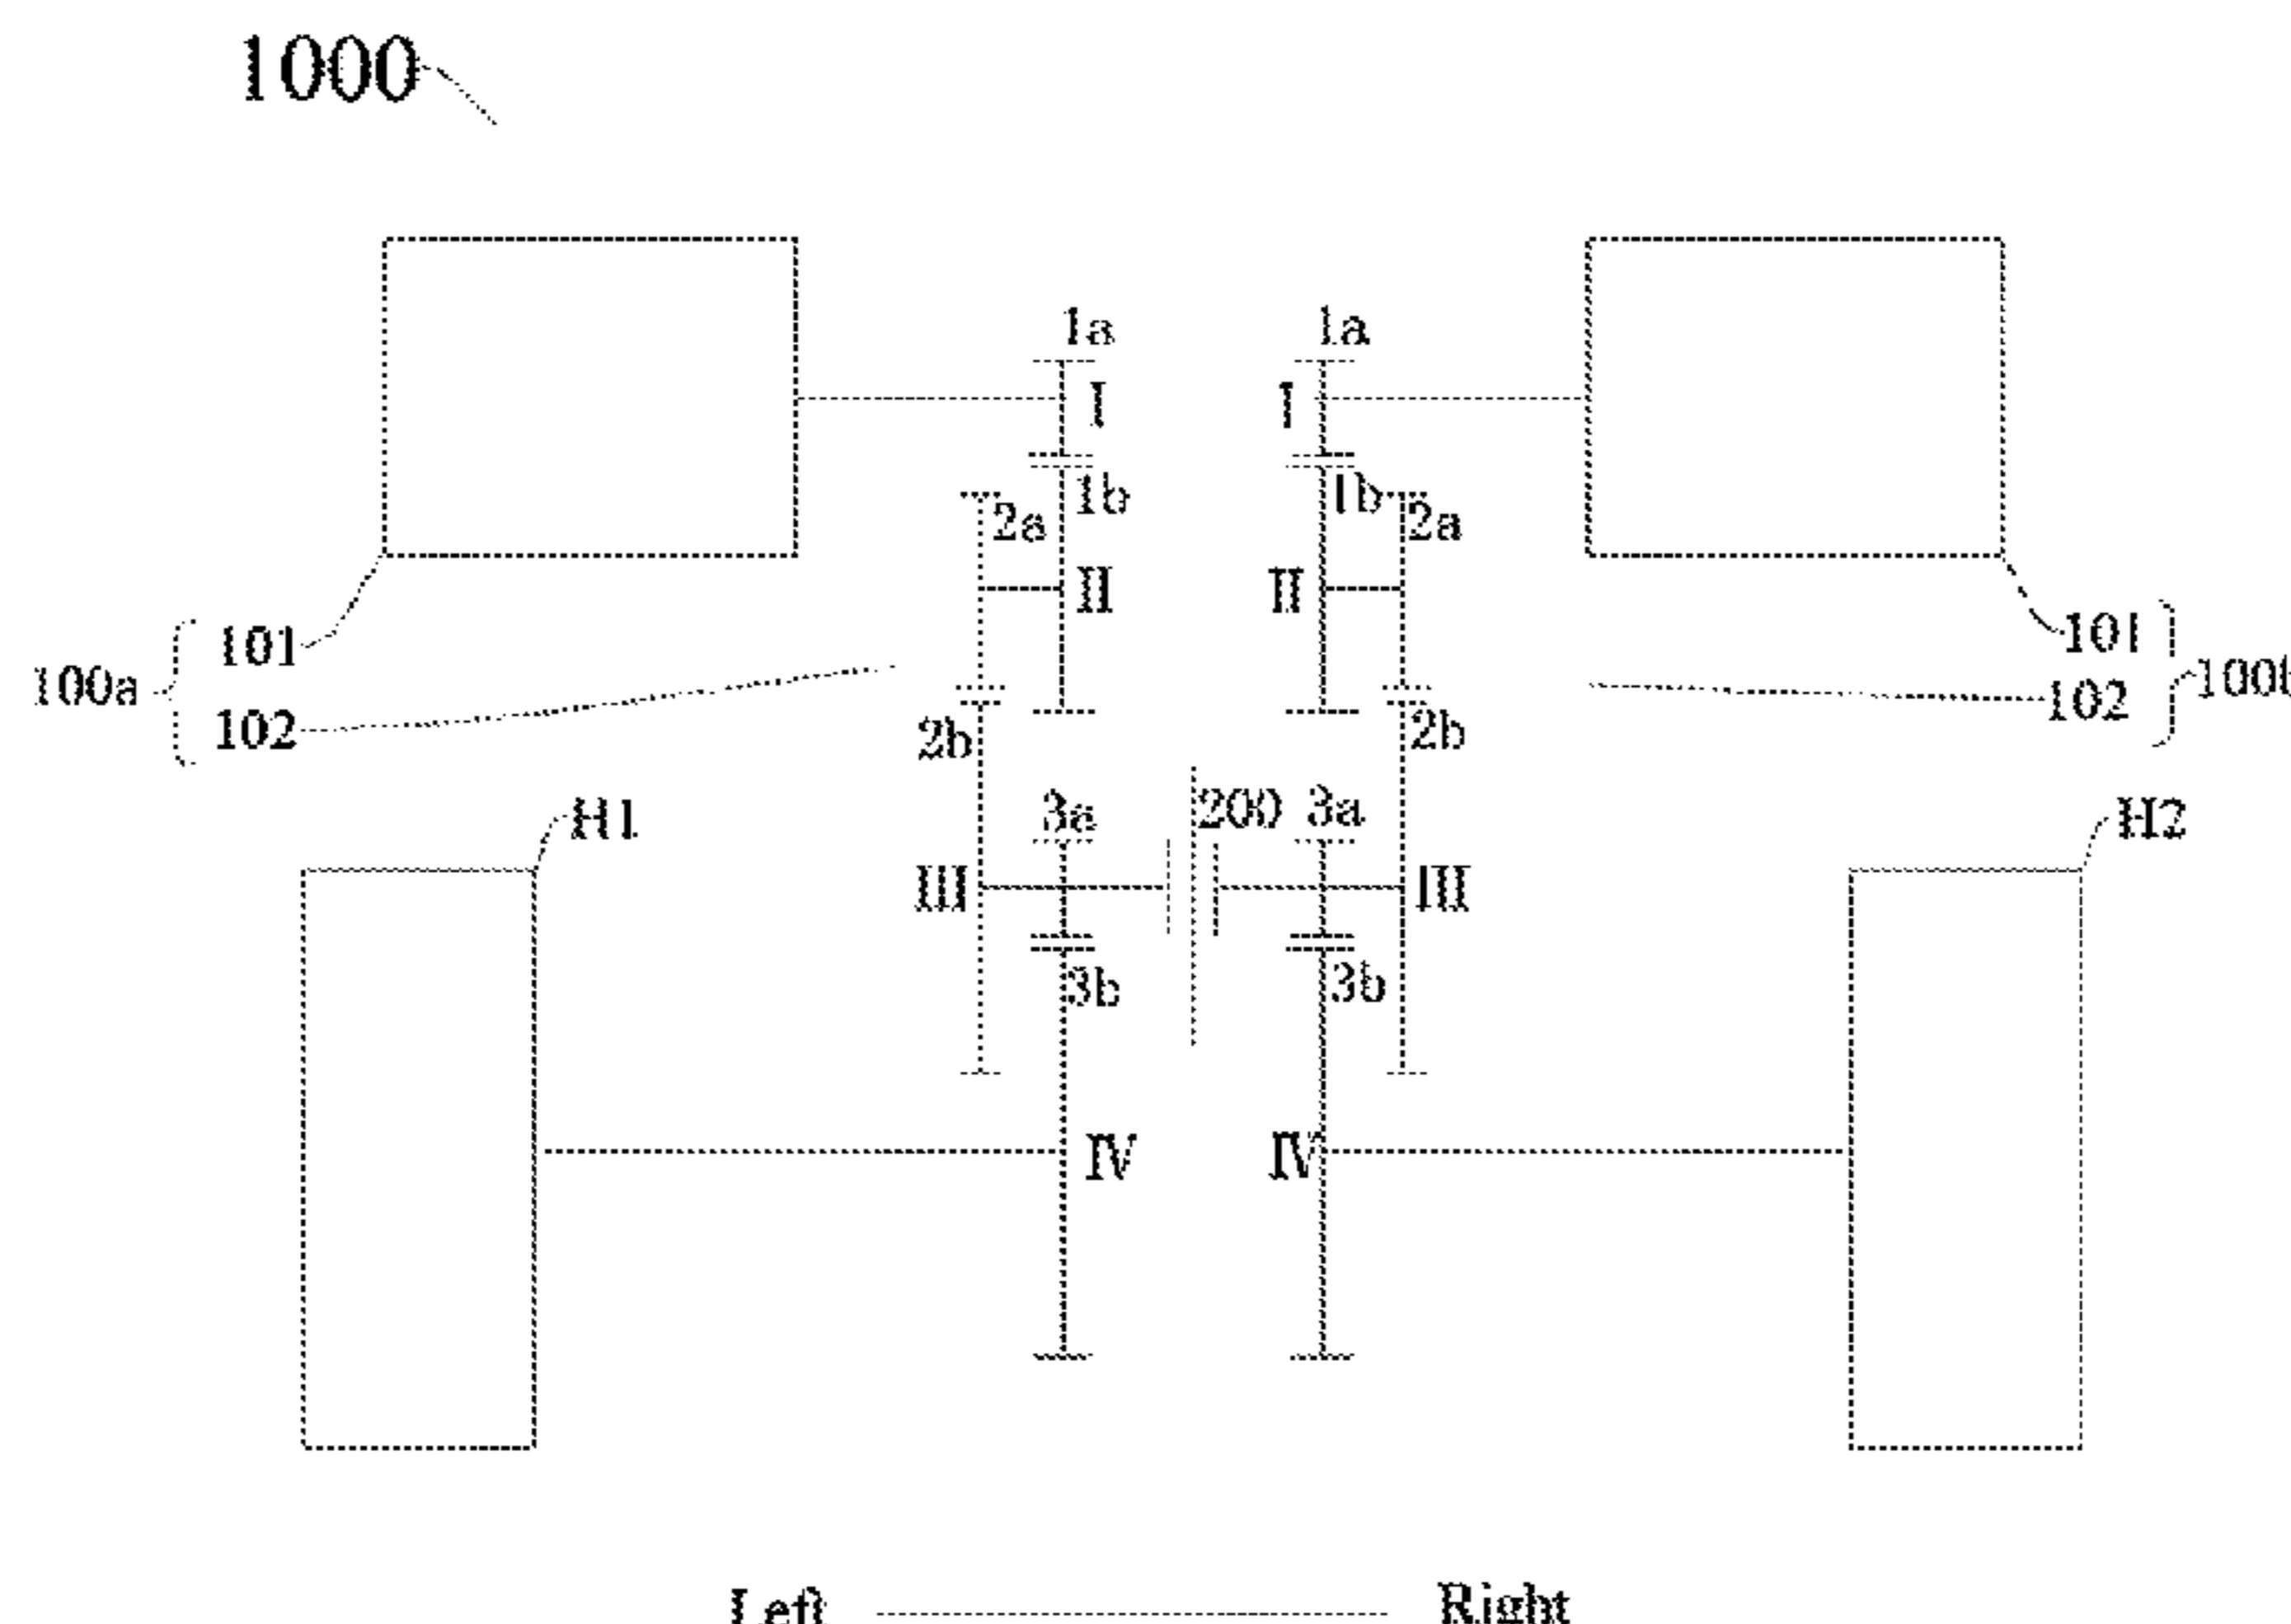 1000
1a 1a
I I
1b 1b
2a 2a
II II
101 101
100a 100b
102 102
2b 2b
H1 3a 200 3a H2
III III
3b 3b
IV IV
Left Right